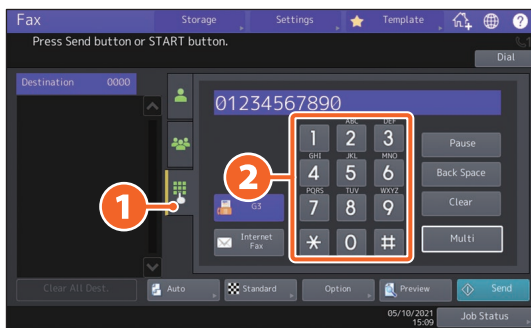 Fax
Storage
Settings
Template
?
Press Send button or START button.
Dial
Destination 0000
01234567890
1
ABC
2
DEF
3
GHI
4
JKL
5
MNO
6
PQRS
7
TUV
8
WXYZ
9
*
0
#
Pause
Back Space
Clear
Multi
G3
Internet
Fax
1
2
Clear All Dest.
Auto
Standard
Option
Preview
Send
05/10/2021
15:09
Job Status